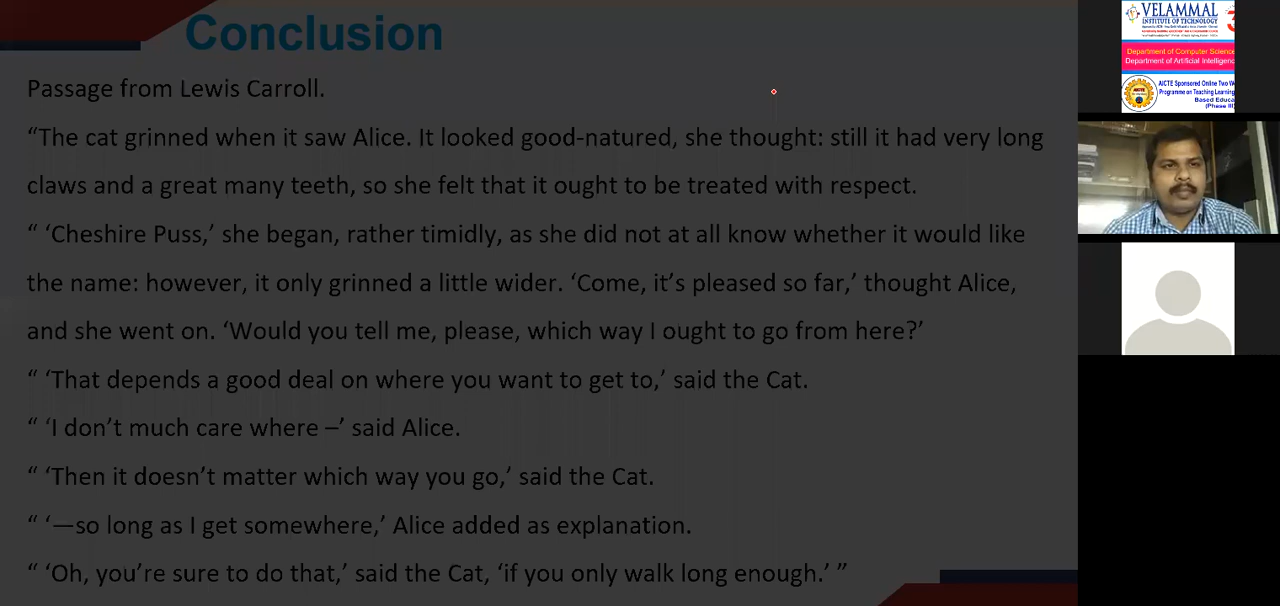 Conclusion
Passage from Lewis Carroll.
“The cat grinned when it saw Alice. It looked good-natured, she thought: still it had very long
claws and a great many teeth, so she felt that it ought to be treated with respect.
“ ‘Cheshire Puss,’ she began, rather timidly, as she did not at all know whether it would like
the name: however, it only grinned a little wider. ‘Come, it’s pleased so far,’ thought Alice,
and she went on. ‘Would you tell me, please, which way I ought to go from here?’
“ ‘That depends a good deal on where you want to get to,’ said the Cat.
“ ‘I don’t much care where –’ said Alice.
“ ‘Then it doesn’t matter which way you go,’ said the Cat.
“ ‘—so long as I get somewhere,’ Alice added as explanation.
“ ‘Oh, you’re sure to do that,’ said the Cat, ‘if you only walk long enough.’ ”
VELAMMAL
INSTITUTE OF TECHNOLOGY
Department of Computer Science
Department of Artificial Intelligenc
AICTE Sponsored Online Two W
Programme on Teaching Learning
Based Educa
(Phase III